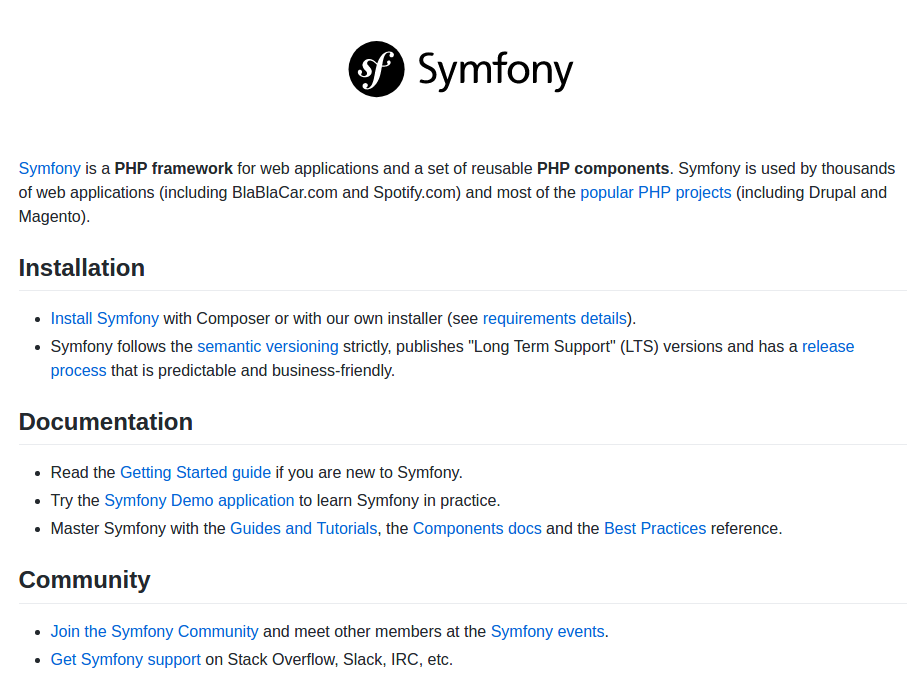 sf Symfony
Symfony is a PHP framework for web applications and a set of reusable PHP components. Symfony is used by thousands
of web applications (including BlaBlaCar.com and Spotify.com) and most of the popular PHP projects (including Drupal and
Magento).
Installation
Install Symfony with Composer or with our own installer (see requirements details).
Symfony follows the semantic versioning strictly, publishes "Long Term Support" (LTS) versions and has a release
process that is predictable and business-friendly.
Documentation
Read the Getting Started guide if you are new to Symfony.
Try the Symfony Demo application to learn Symfony in practice.
Master Symfony with the Guides and Tutorials, the Components docs and the Best Practices reference.
Community
Join the Symfony Community and meet other members at the Symfony events.
Get Symfony support on Stack Overflow, Slack, IRC, etc.